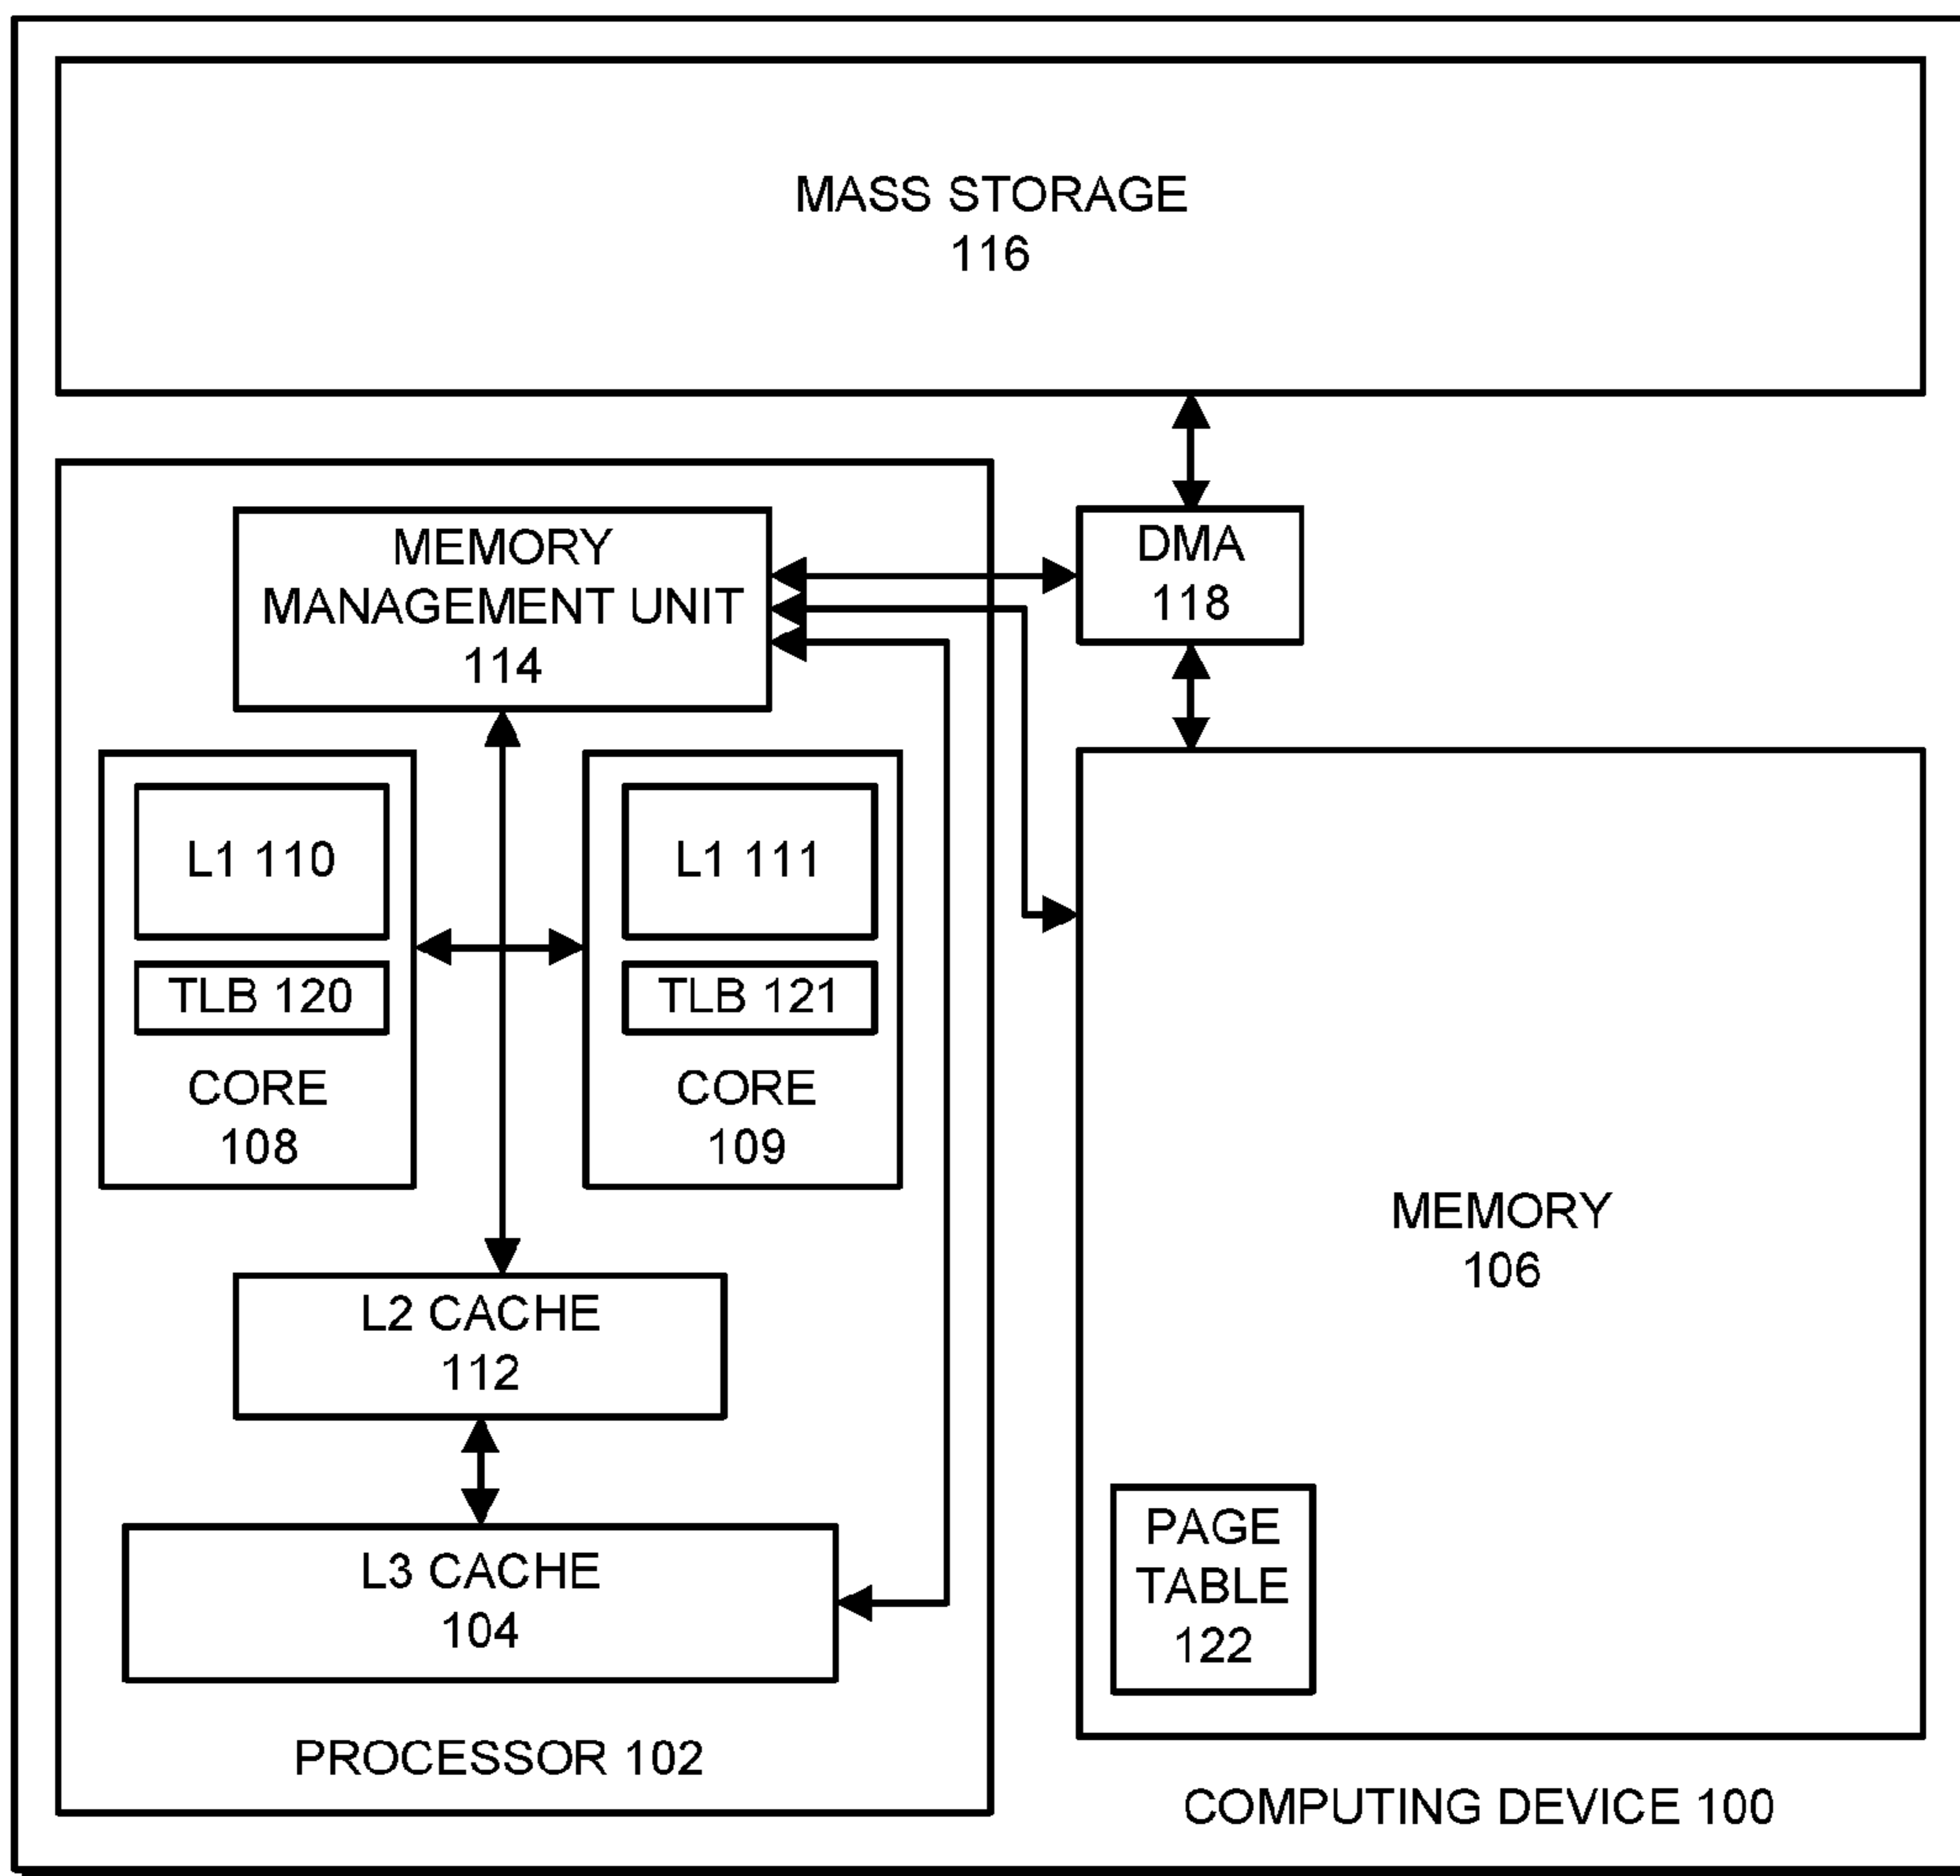 MASS STORAGE
116
MEMORY
MANAGEMENT UNIT
114
DMA
118
L1 110
TLB 120
CORE
108
L1 111
TLB 121
CORE
109
L2 CACHE
112
L3 CACHE
104
PROCESSOR 102
MEMORY
106
PAGE
TABLE
122
COMPUTING DEVICE 100